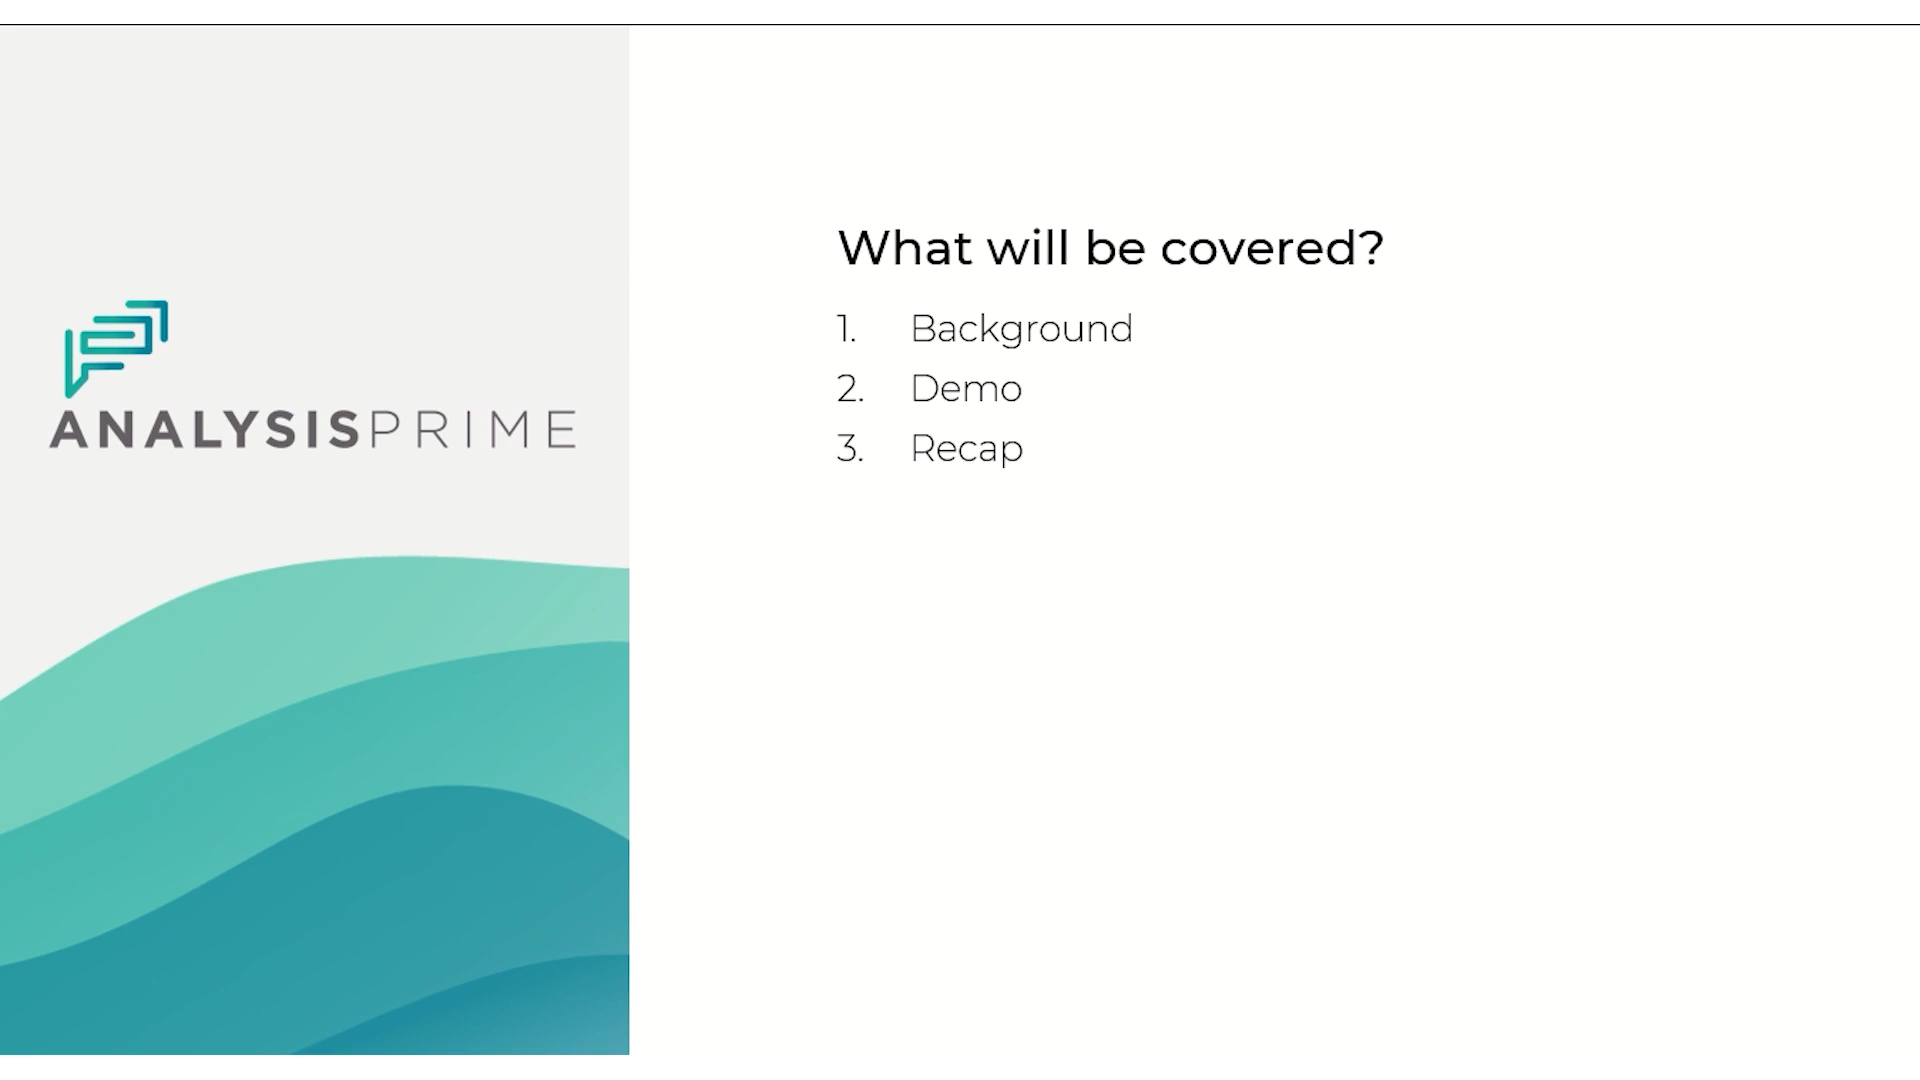 ANALYSISPRIME
What will be covered?
1. Background
2. Demo
3. Recap